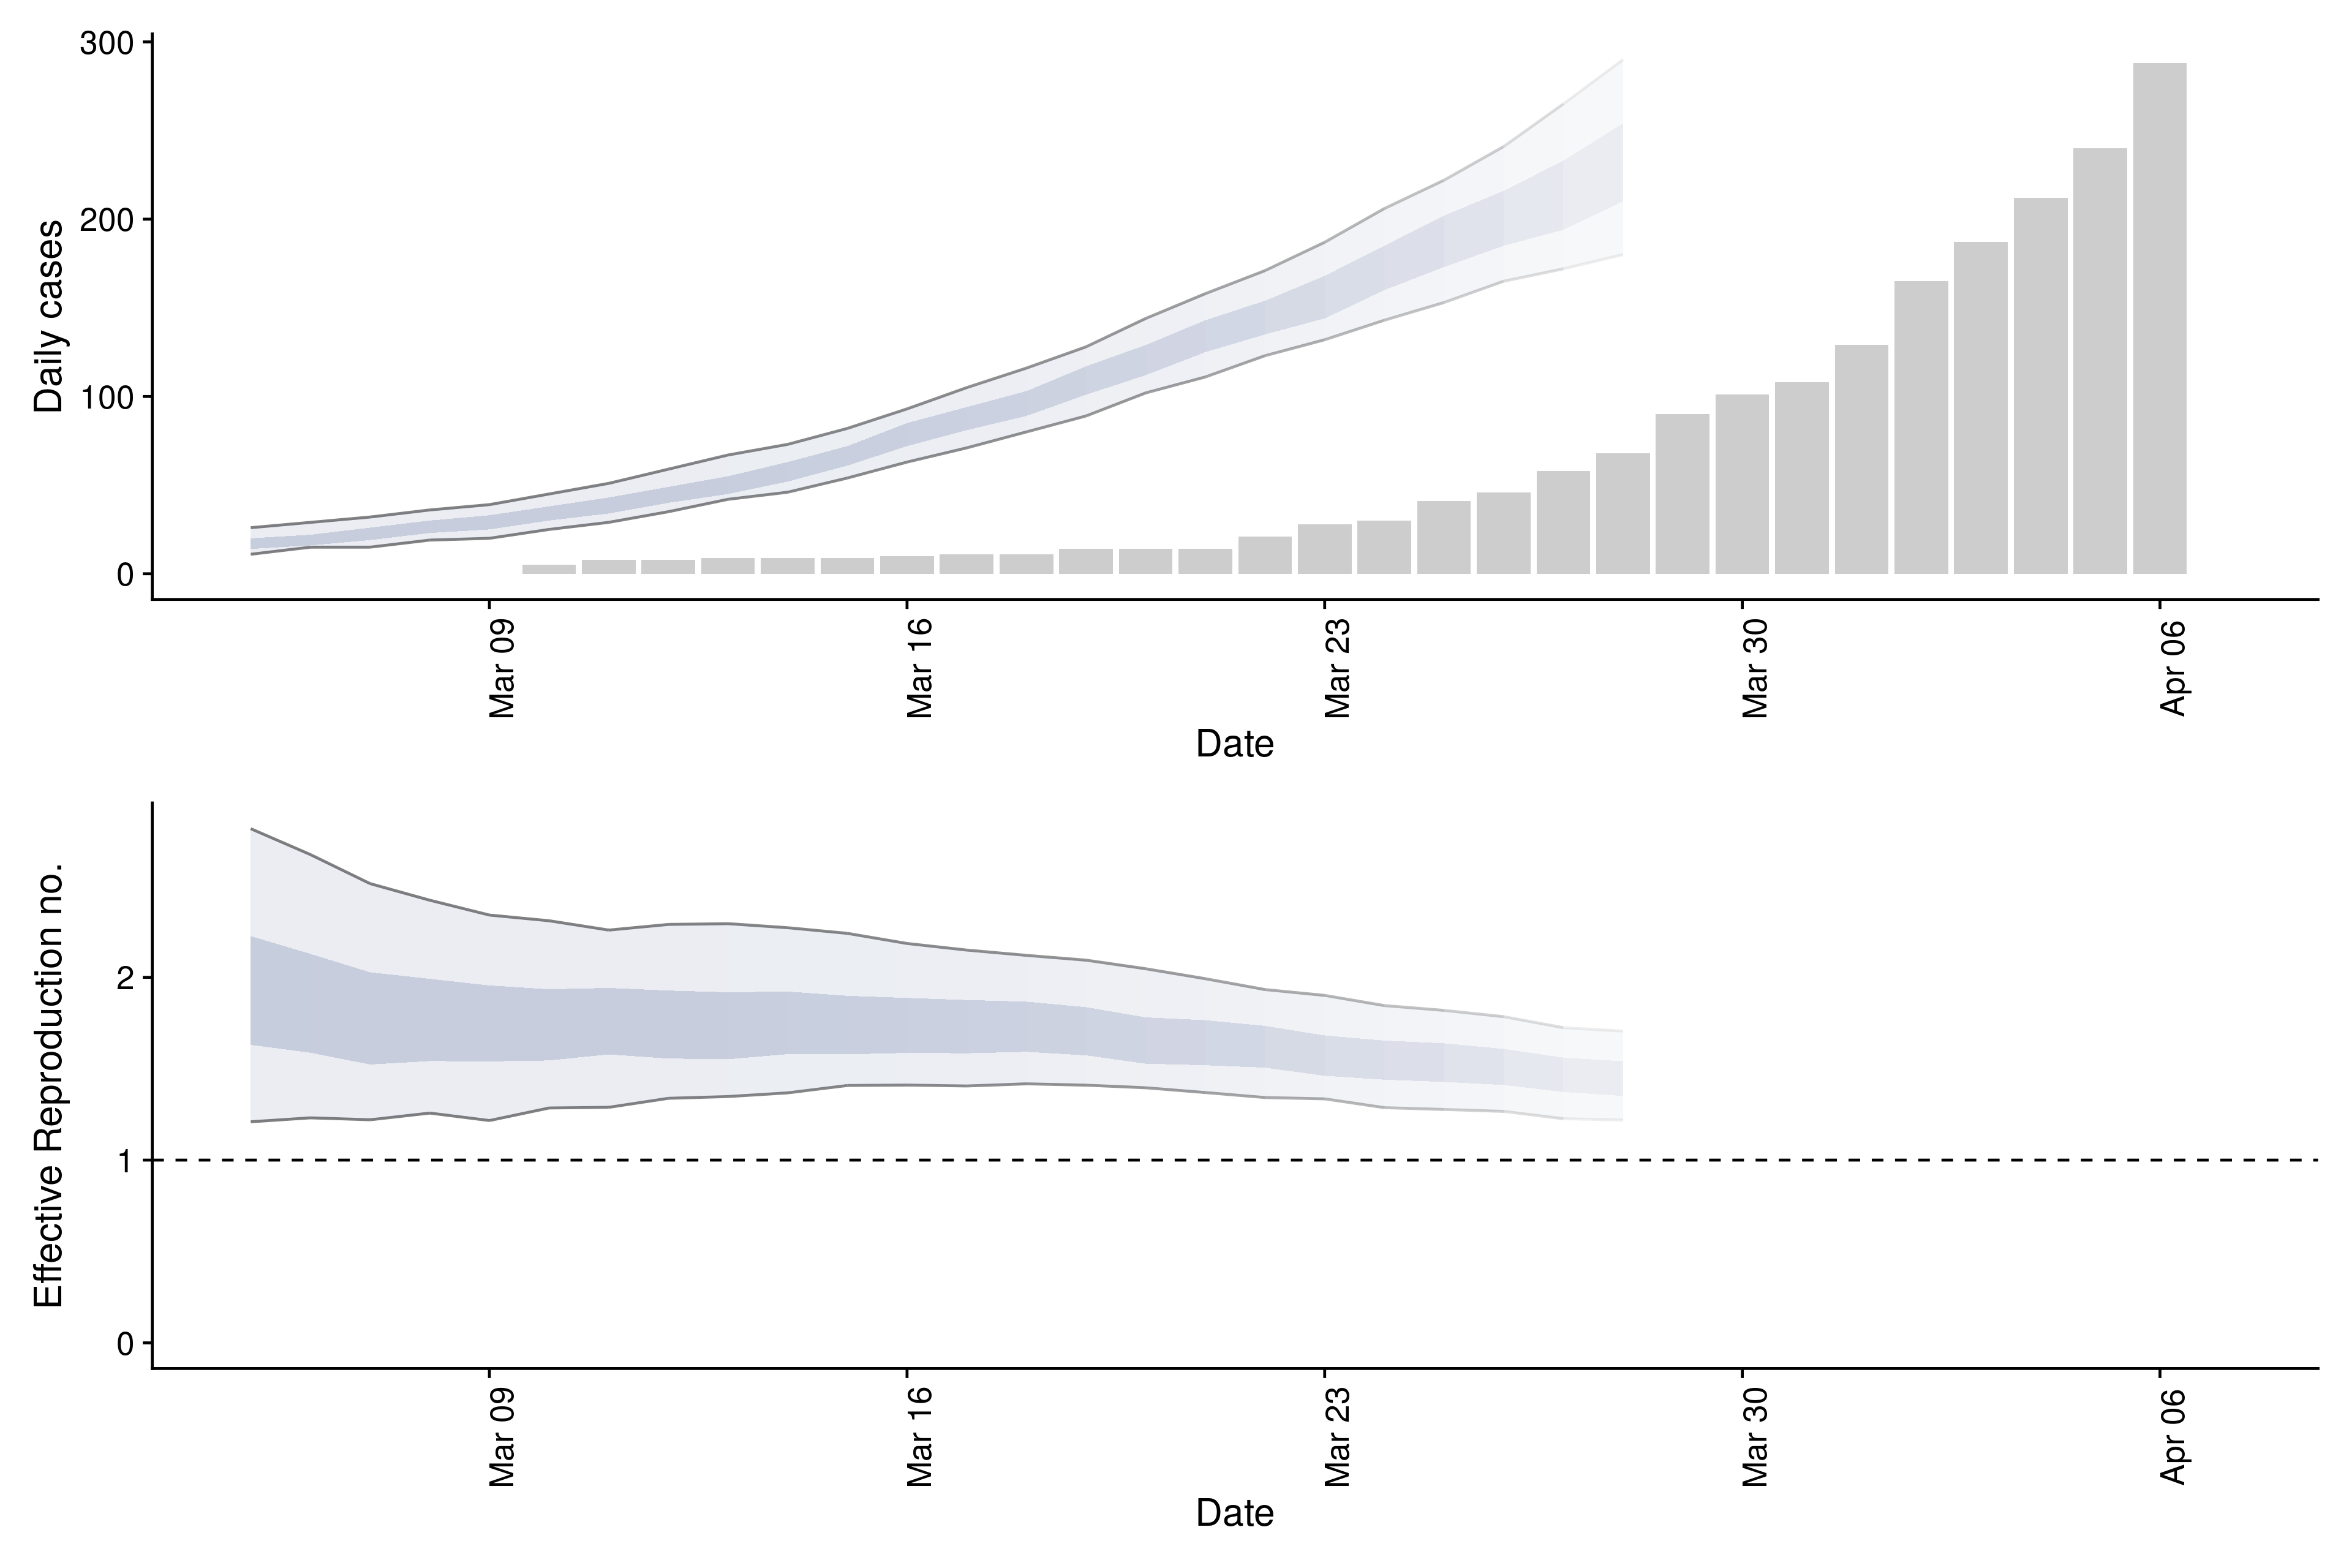 Daily cases
300
200
100
0
Mar 09
Mar 16
Mar 23
Mar 30
Apr 06
Date
Effective Reproduction no.
2
1
0
Mar 09
Mar 16
Mar 23
Mar 30
Apr 06
Date